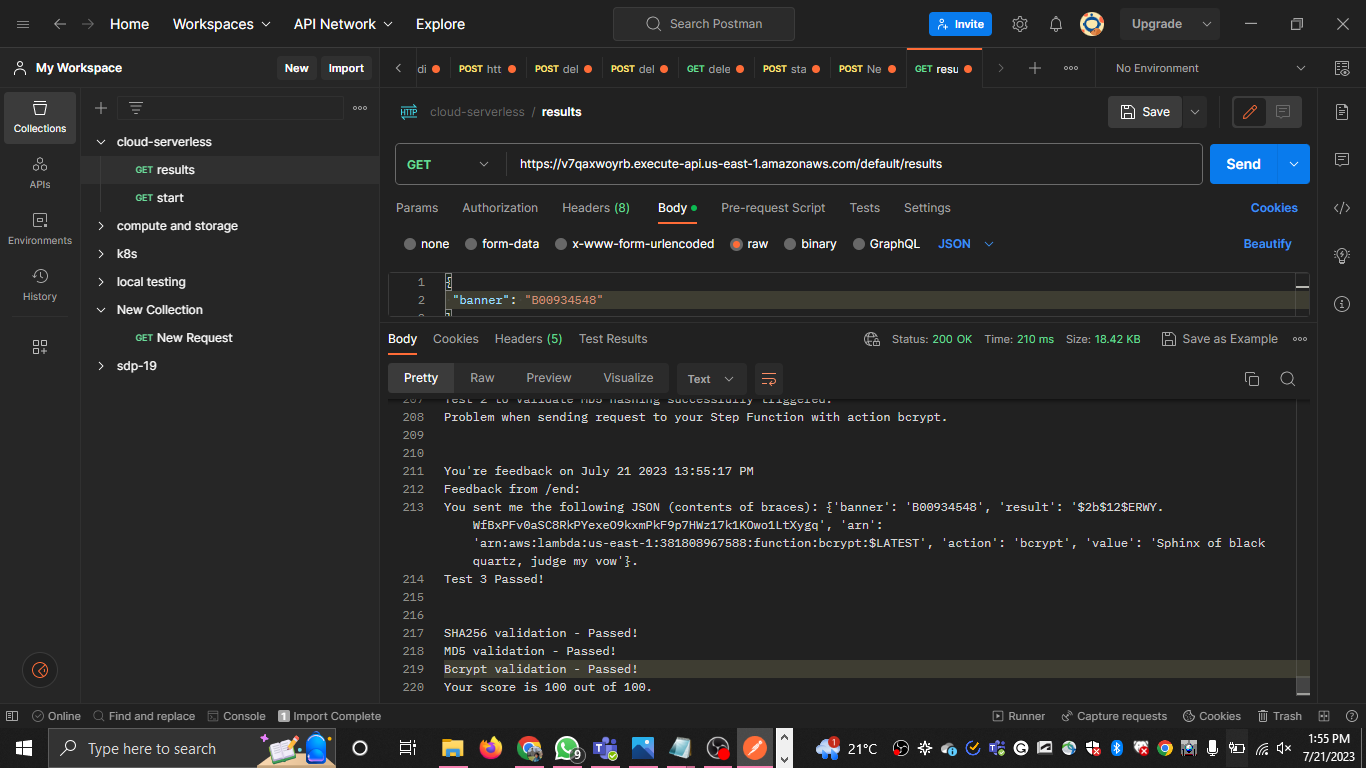 Home
Workspaces
API Network
Explore
Search Postman
Invite
Upgrade
My Workspace
New
Import
di
POST htt
POST del
POST del
GET dele
POST sta
POST Ne
GET resu
No Environment
Collections
APIs
Environments
History
cloud-serverless
GET results
GET start
compute and storage
k8s
local testing
New Collection
GET New Request
sdp-19
HTTP
cloud-serverless / results
Save
GET
https://v7qaxwoyrb.execute-api.us-east-1.amazonaws.com/default/results
Send
Params
Authorization
Headers (8)
Body
Pre-request Script
Tests
Settings
Cookies
none
form-data
x-www-form-urlencoded
raw
binary
GraphQL
JSON
Beautify
1 {
2 "banner": "B00934548"
Body
Cookies
Headers (5)
Test Results
Status: 200 OK
Time: 210 ms
Size: 18.42 KB
Save as Example
Pretty
Raw
Preview
Visualize
Text
207 Test 2 to validate MD5 hashing successfully triggered.
208 Problem when sending request to your Step Function with action bcrypt.
209
210
211 You're feedback on July 21 2023 13:55:17 PM
212 Feedback from /end:
213 You sent me the following JSON (contents of braces): {'banner': 'B00934548', 'result': '$2b$12$ERWY.
WfBxPFv0aSC8RkPYexeO9kxmPkF9p7HWz17k1KOwo1LtXygq', 'arn':
'arn:aws:lambda:us-east-1:381808967588:function:bcrypt:$LATEST', 'action': 'bcrypt', 'value': 'Sphinx of black
quartz, judge my vow'}.
214 Test 3 Passed!
215
216
217 SHA256 validation - Passed!
218 MD5 validation - Passed!
219 Bcrypt validation - Passed!
220 Your score is 100 out of 100.
Online
Find and replace
Console
1 Import Complete
Runner
Capture requests
Cookies
Trash
Type here to search
9
1
21°C
1:55 PM
7/21/2023